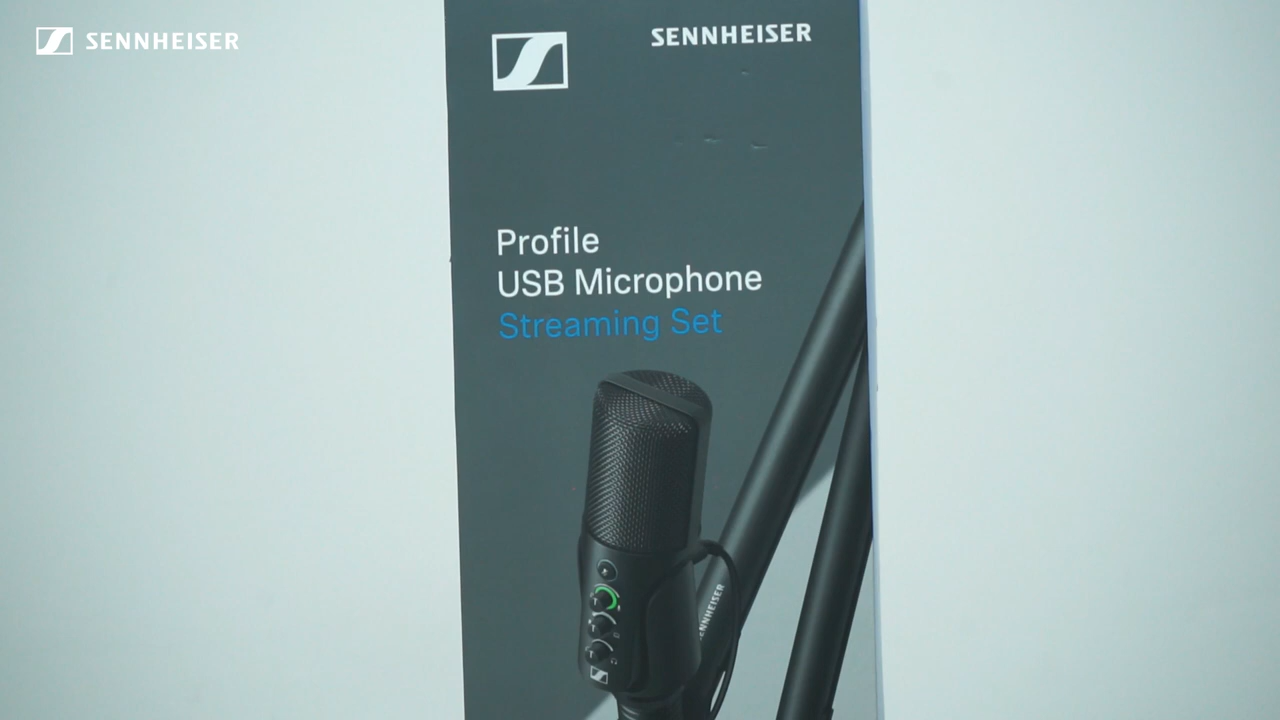 SENNHEISER
SENNHEISER
Profile
USB Microphone
Streaming Set
SENNHEISER